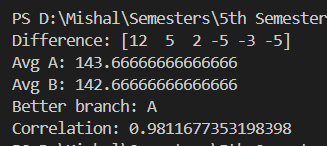 PS D:\Mishal\Semesters\5th Semester
Difference: [12  5  2 -5 -3 -5]
Avg A: 143.66666666666666
Avg B: 142.66666666666666
Better branch: A
Correlation: 0.9811677353198398